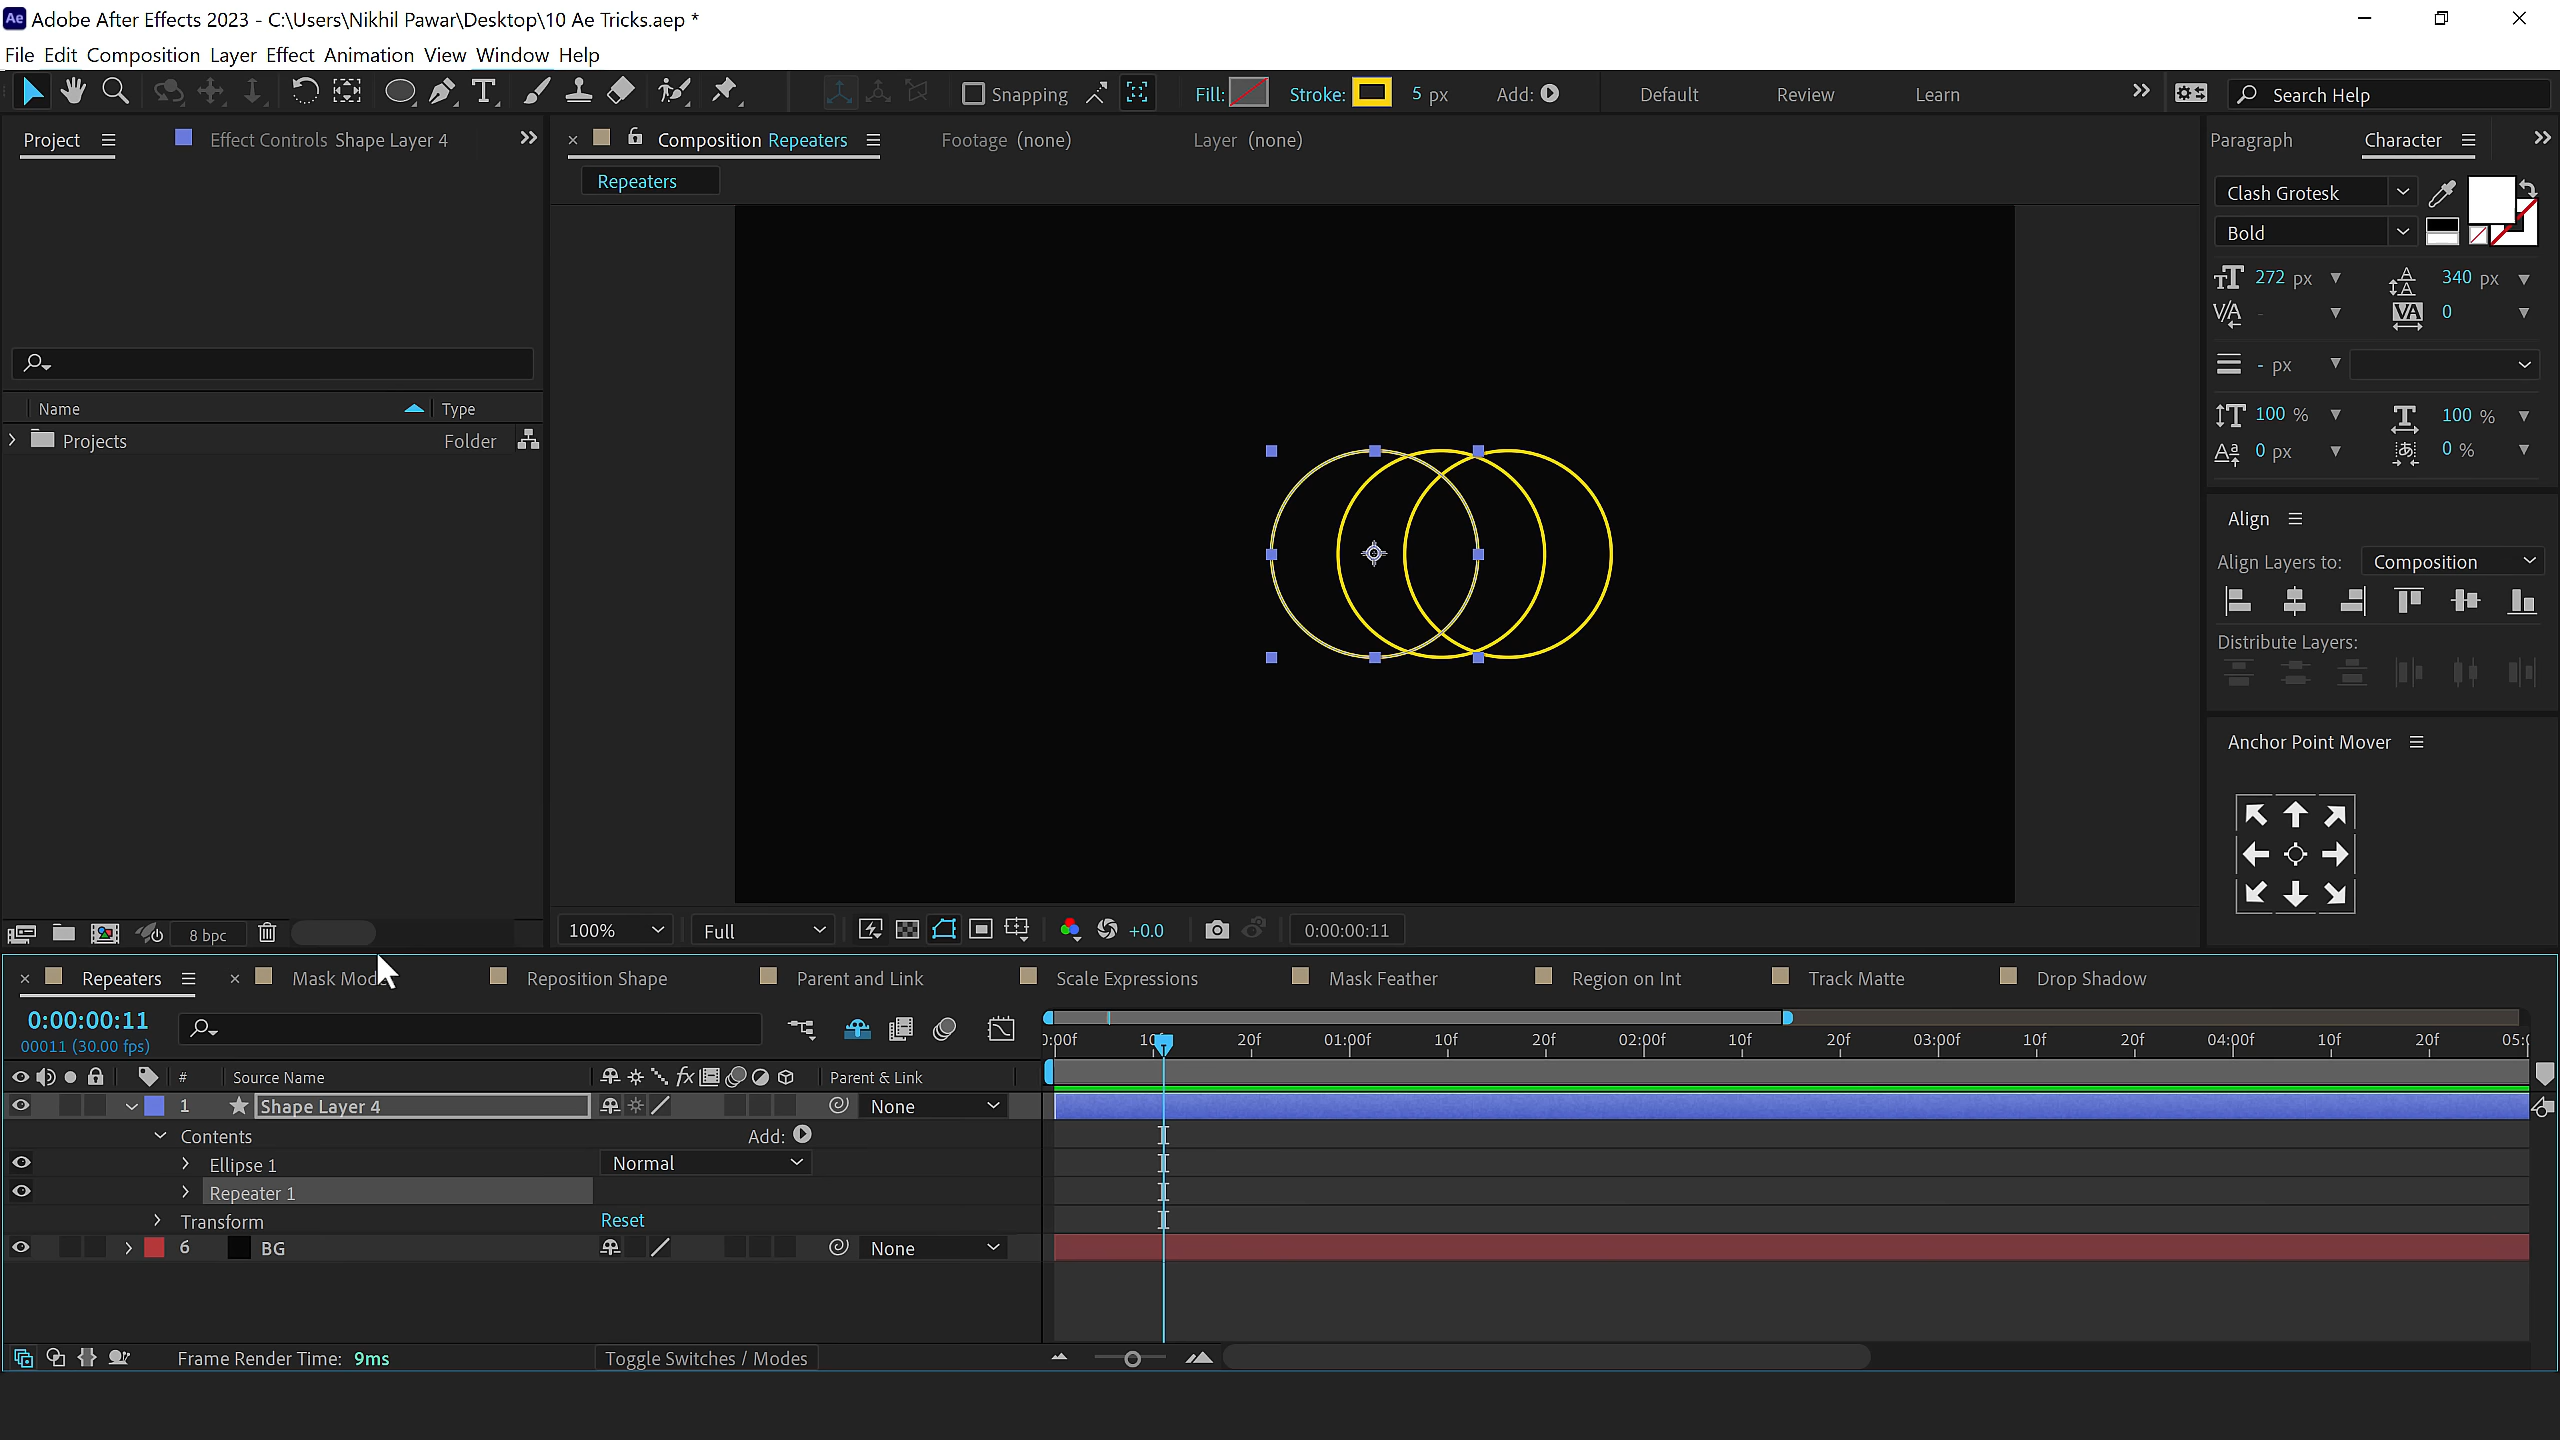 Ae Adobe After Effects 2023 - C:\Users\Nikhil Pawar\Desktop\10 Ae Tricks.aep *
File Edit Composition Layer Effect Animation View Window Help
Snapping Fill: Stroke: 5 px Add: Default Review Learn Search Help
Project Effect Controls Shape Layer 4 Composition Repeaters Footage (none) Layer (none) Paragraph Character
Repeaters
Clash Grotesk
Bold
272 px 340 px
- 0
- px
100 % 100 %
0 px 0 %
Name Type
Projects Folder
Align
Align Layers to: Composition
Distribute Layers:
Anchor Point Mover
8 bpc 100% Full +0.0 0:00:00:11
Repeaters Mask Mode Reposition Shape Parent and Link Scale Expressions Mask Feather Region on Int Track Matte Drop Shadow
0:00:00:11
00011 (30.00 fps)
0:00f 10f 20f 01:00f 10f 20f 02:00f 10f 20f 03:00f 10f 20f 04:00f 10f 20f 05:0
# Source Name fx Parent & Link
1 Shape Layer 4 None
Contents Add:
Ellipse 1 Normal
Repeater 1
Transform Reset
6 BG None
Frame Render Time: 9ms Toggle Switches / Modes